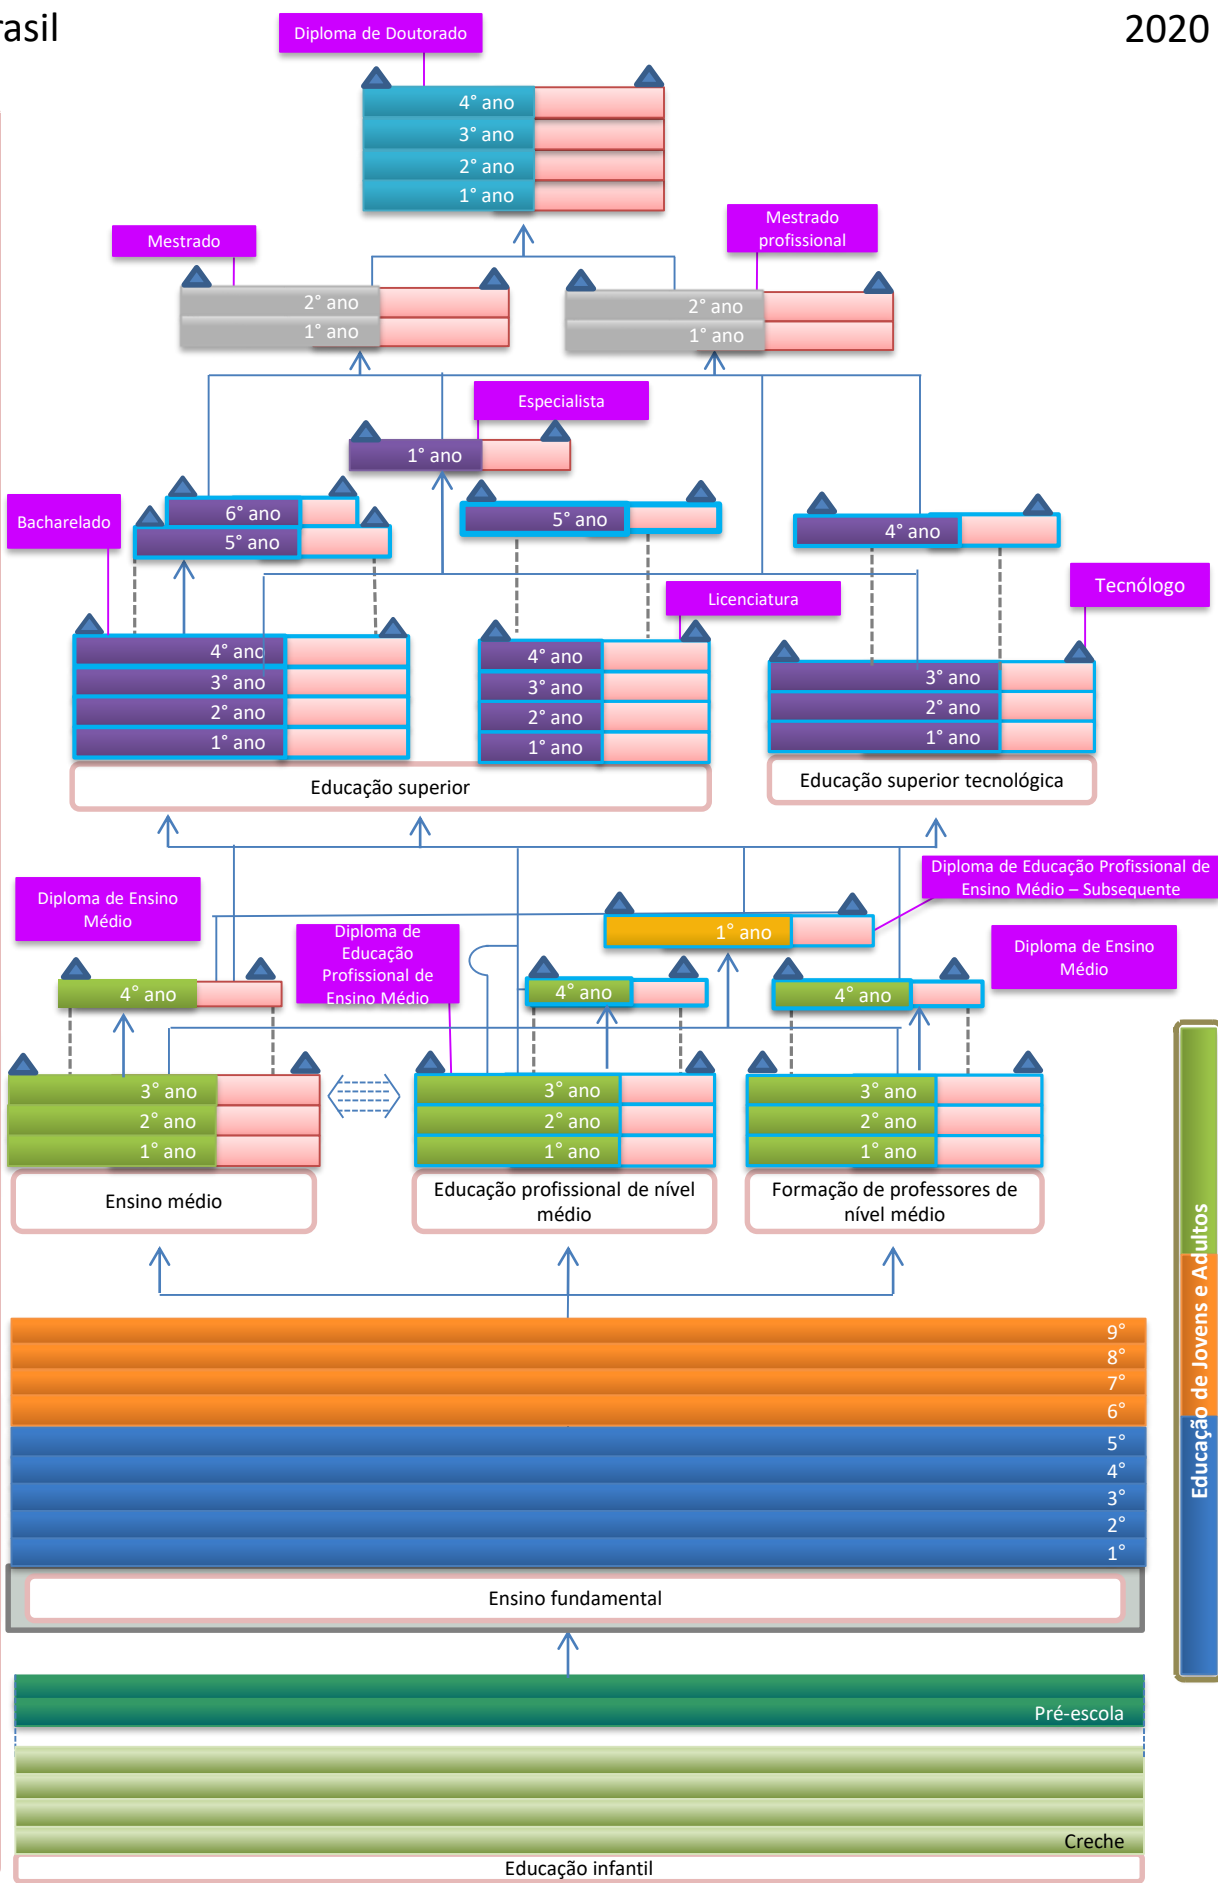 rasil
2020
Diploma de Doutorado
4° ano
3° ano
2° ano
1° ano
Mestrado
Mestrado
profissional
2° ano
1° ano
2° ano
1° ano
Especialista
1° ano
Bacharelado
6° ano
5° ano
5° ano
4° ano
Licenciatura
Tecnólogo
4° ano
3° ano
2° ano
1° ano
4° ano
3° ano
2° ano
1° ano
3° ano
2° ano
1° ano
Educação superior
Educação superior tecnológica
Diploma de Ensino
Médio
Diploma de
Educação
Profissional de
Ensino Médio
Diploma de Educação Profissional de
Ensino Médio – Subsequente
1° ano
Diploma de Ensino
Médio
4° ano
4° ano
4° ano
3° ano
2° ano
1° ano
3° ano
2° ano
1° ano
3° ano
2° ano
1° ano
Ensino médio
Educação profissional de nível
médio
Formação de professores de
nível médio
Educação de Jovens e Adultos
9°
8°
7°
6°
5°
4°
3°
2°
1°
Ensino fundamental
Pré-escola
Creche
Educação infantil